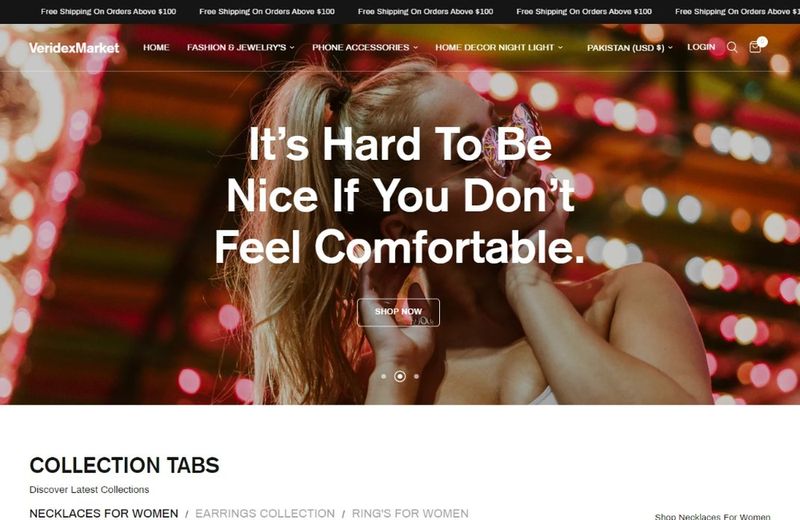 Free Shipping On Orders Above $100 Free Shipping On Orders Above $100 Free Shipping On Orders Above $100 Free Shipping On Orders Above $100 Free Shipping On Orders Above $1
VeridexMarket HOME FASHION & JEWELRY'S PHONE ACCESSORIES HOME DECOR NIGHT LIGHT PAKISTAN (USD $) LOGIN
It's Hard To Be
Nice If You Don't
Feel Comfortable.
SHOP NOW
COLLECTION TABS
Discover Latest Collections
NECKLACES FOR WOMEN / EARRINGS COLLECTION / RING'S FOR WOMEN
Shop Necklaces For Women